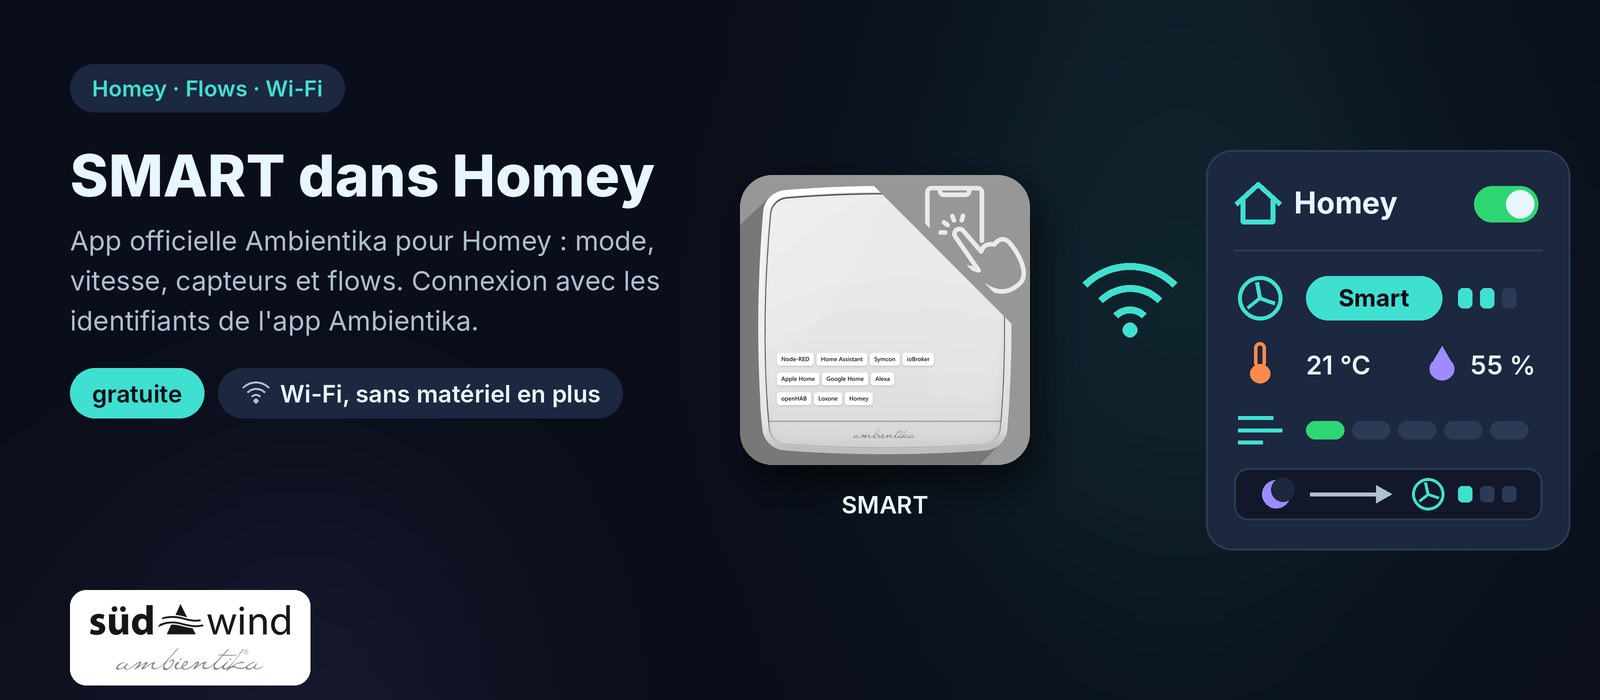 Homey · Flows · Wi-Fi
SMART dans Homey
App officielle Ambientika pour Homey : mode,
vitesse, capteurs et flows. Connexion avec les
identifiants de l'app Ambientika.
gratuite
Wi-Fi, sans matériel en plus
Node-RED Home Assistant Symcon ioBroker
Apple Home Google Home Alexa
openHAB Loxone Homey
ambientika
SMART
Homey
Smart
21 °C 55 %
süd wind
ambientika®